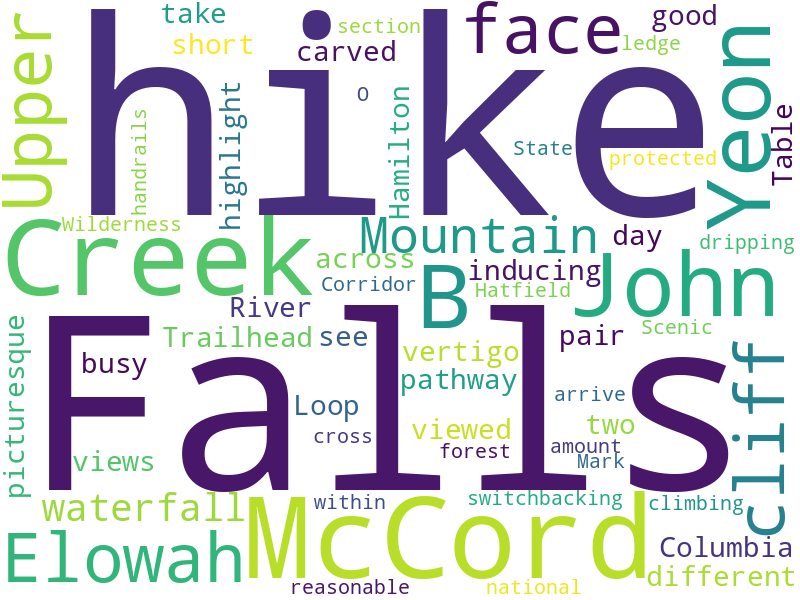 take
section
face
good
short
carved
ledge
Upper
hike
O
handrails
highlight
Hamilton
State
protected
Yeon
Table
Wilderness
Creek
Mountain
day
dripping
across
inducing
Corridor
B
Hatfield
John
River
Trailhead
see
pair
Scenic
picturesque
busy
Falls
vertigo
pathway
cliff
Loop
arrive
views
cross
viewed
two
forest
amount
Mark
waterfall
within
McCord
switchbacking
climbing
Elowah
Columbia
different
reasonable
national